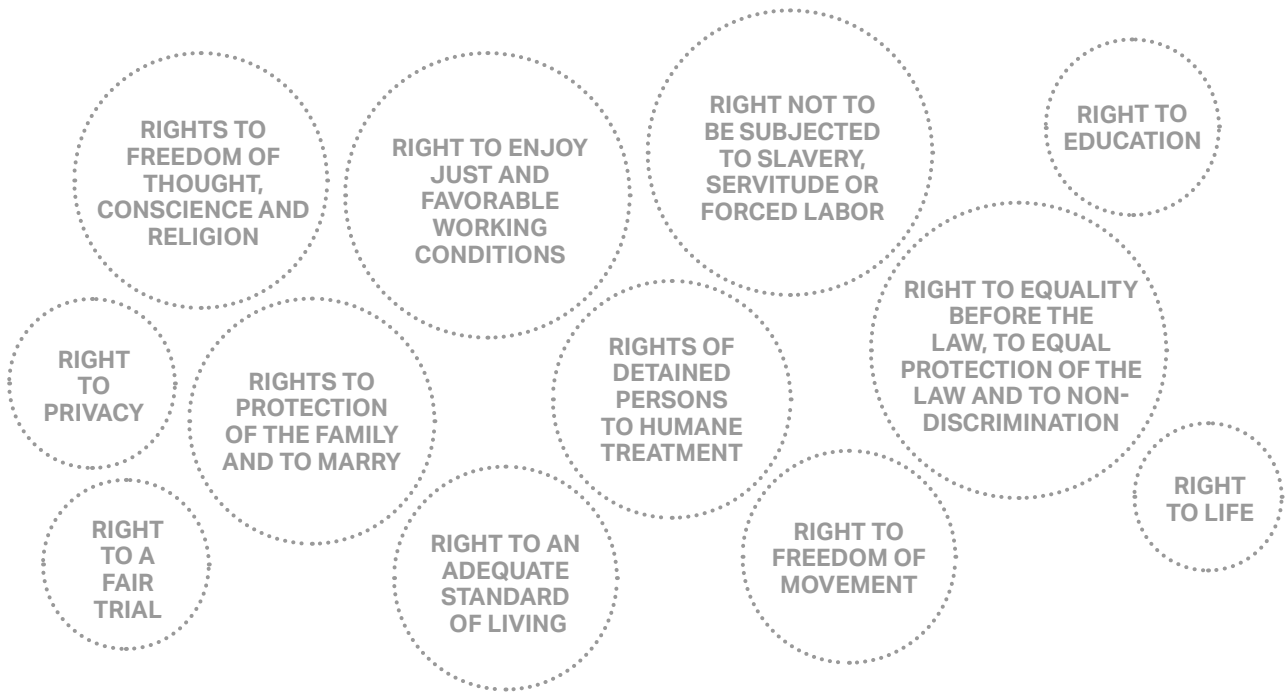 RIGHTS TO
FREEDOM OF
THOUGHT,
CONSCIENCE AND
RELIGION
RIGHT TO ENJOY
JUST AND
FAVORABLE
WORKING
CONDITIONS
RIGHT NOT TO
BE SUBJECTED
TO SLAVERY,
SERVITUDE OR
FORCED LABOR
RIGHT TO
EDUCATION
RIGHT
TO
PRIVACY
RIGHTS TO
PROTECTION
OF THE FAMILY
AND TO MARRY
RIGHTS OF
DETAINED
PERSONS
TO HUMANE
TREATMENT
RIGHT TO EQUALITY
BEFORE THE
LAW, TO EQUAL
PROTECTION OF THE
LAW AND TO NON-
DISCRIMINATION
RIGHT
TO A
FAIR
TRIAL
RIGHT TO AN
ADEQUATE
STANDARD
OF LIVING
RIGHT TO
FREEDOM OF
MOVEMENT
RIGHT
TO LIFE